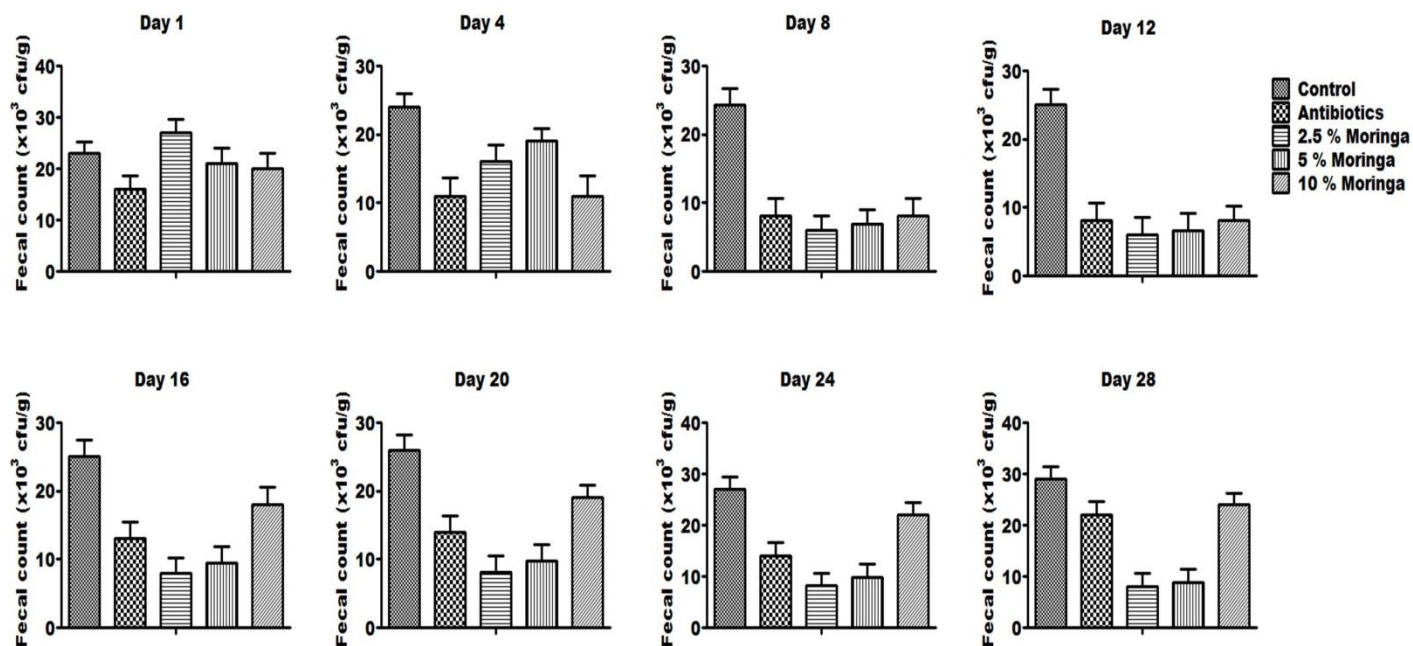 Day 1
Fecal count (x10³ cfu/g)
40
30
20
10
0
Day 4
Fecal count (x10³ cfu/g)
30
20
10
0
Day 8
Fecal count (x10³ cfu/g)
30
20
10
0
Day 12
Fecal count (x10³ cfu/g)
30
20
10
0
Control
Antibiotics
2.5 % Moringa
5 % Moringa
10 % Moringa
Day 16
Fecal count (x10³ cfu/g)
30
20
10
0
Day 20
Fecal count (x10³ cfu/g)
30
20
10
0
Day 24
Fecal count (x10³ cfu/g)
40
30
20
10
0
Day 28
Fecal count (x10³ cfu/g)
40
30
20
10
0